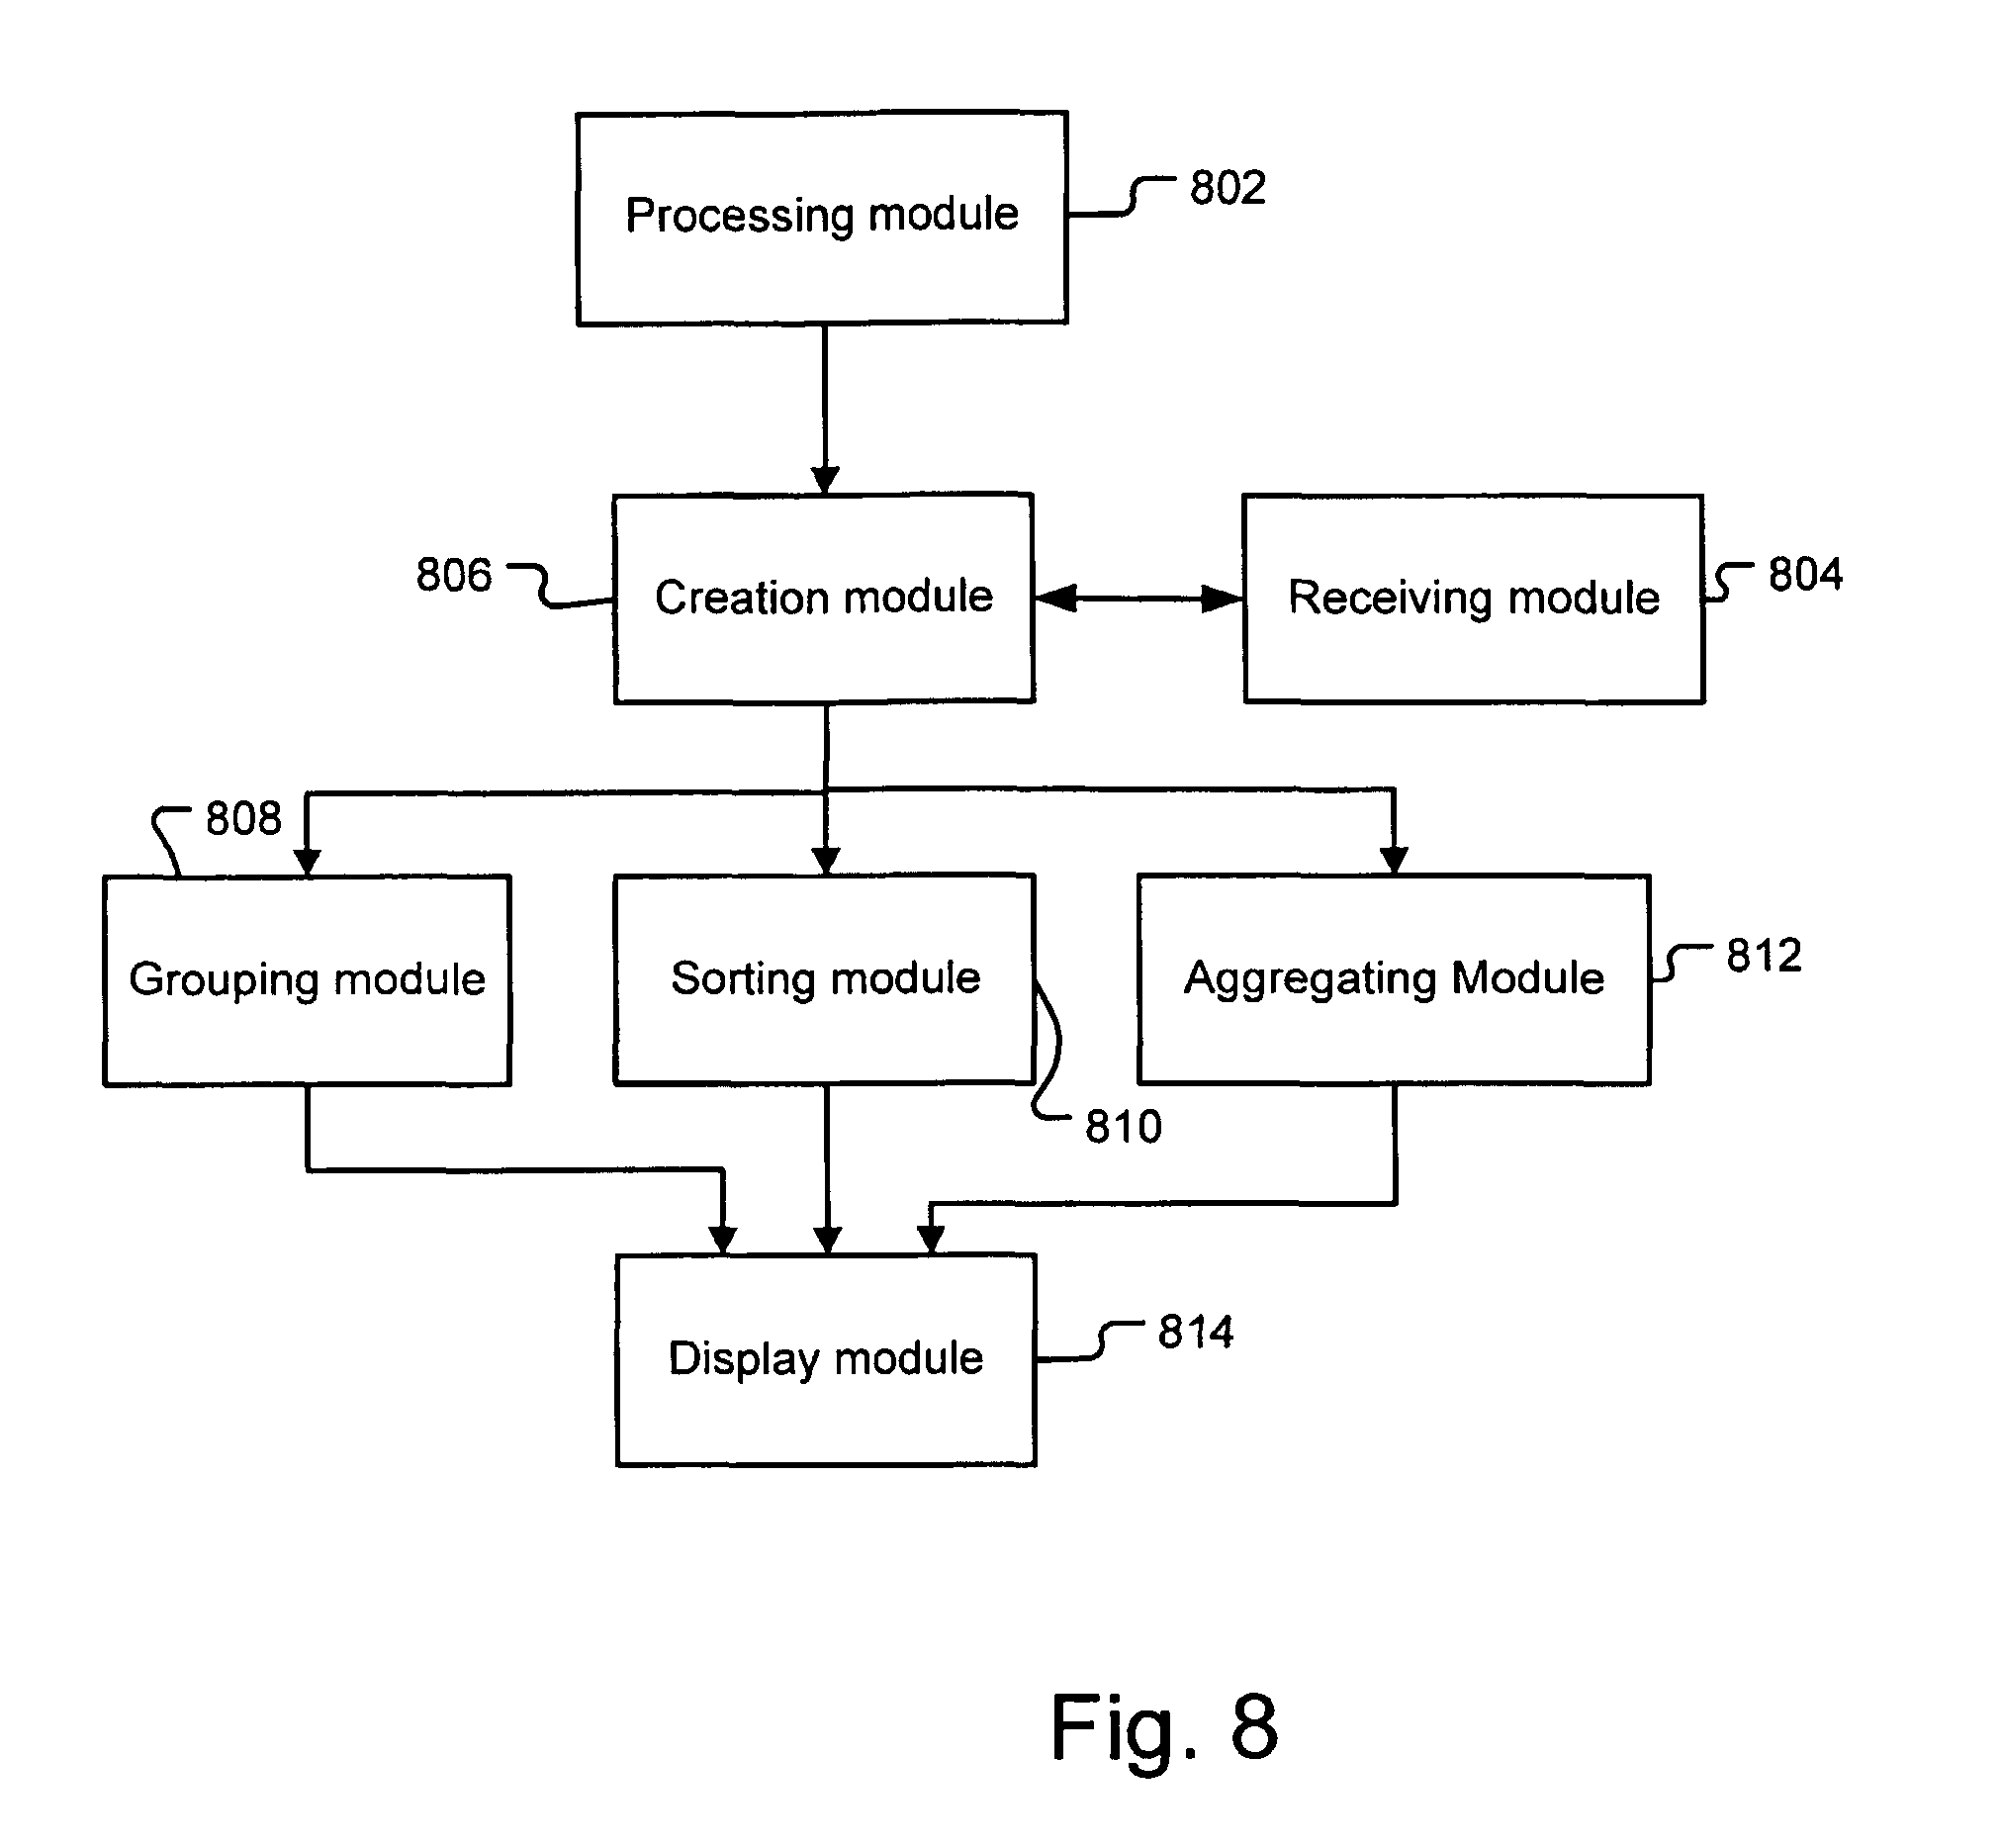 Processing module
802
806
Creation module
Receiving module
804
808
Grouping module
Sorting module
Aggregating Module
812
810
Display module
814
Fig. 8